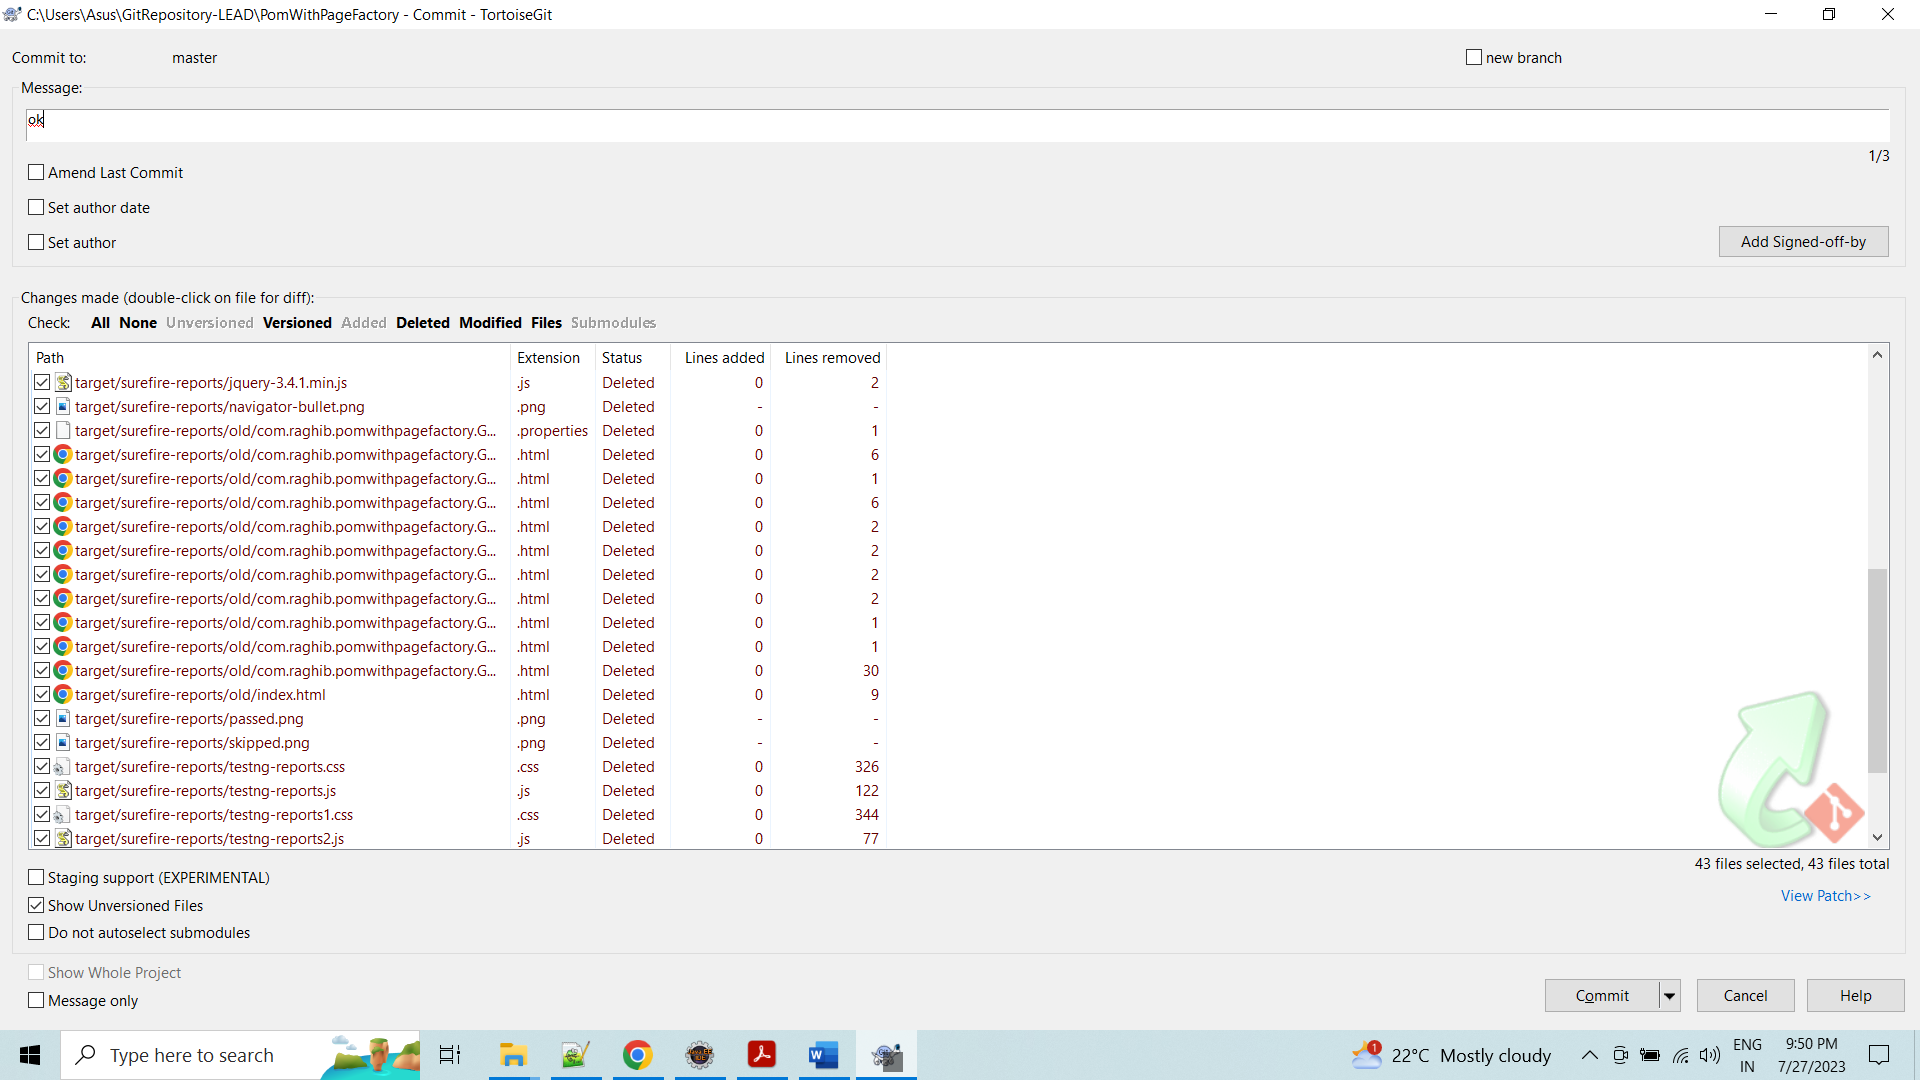 C:\Users\Asus\GitRepository-LEAD\PomWithPageFactory - Commit - TortoiseGit
Commit to: master new branch
Message:
ok
1/3
Amend Last Commit
Set author date
Set author
Add Signed-off-by
Changes made (double-click on file for diff):
Check: All None Unversioned Versioned Added Deleted Modified Files Submodules
Path Extension Status Lines added Lines removed
target/surefire-reports/jquery-3.4.1.min.js .js Deleted 0 2
target/surefire-reports/navigator-bullet.png .png Deleted - -
target/surefire-reports/old/com.raghib.pomwithpagefactory.G... .properties Deleted 0 1
target/surefire-reports/old/com.raghib.pomwithpagefactory.G... .html Deleted 0 6
target/surefire-reports/old/com.raghib.pomwithpagefactory.G... .html Deleted 0 1
target/surefire-reports/old/com.raghib.pomwithpagefactory.G... .html Deleted 0 6
target/surefire-reports/old/com.raghib.pomwithpagefactory.G... .html Deleted 0 2
target/surefire-reports/old/com.raghib.pomwithpagefactory.G... .html Deleted 0 2
target/surefire-reports/old/com.raghib.pomwithpagefactory.G... .html Deleted 0 2
target/surefire-reports/old/com.raghib.pomwithpagefactory.G... .html Deleted 0 2
target/surefire-reports/old/com.raghib.pomwithpagefactory.G... .html Deleted 0 1
target/surefire-reports/old/com.raghib.pomwithpagefactory.G... .html Deleted 0 1
target/surefire-reports/old/com.raghib.pomwithpagefactory.G... .html Deleted 0 30
target/surefire-reports/old/index.html .html Deleted 0 9
target/surefire-reports/passed.png .png Deleted - -
target/surefire-reports/skipped.png .png Deleted - -
target/surefire-reports/testng-reports.css .css Deleted 0 326
target/surefire-reports/testng-reports.js .js Deleted 0 122
target/surefire-reports/testng-reports1.css .css Deleted 0 344
target/surefire-reports/testng-reports2.js .js Deleted 0 77
43 files selected, 43 files total
Staging support (EXPERIMENTAL)
View Patch>>
Show Unversioned Files
Do not autoselect submodules
Show Whole Project
Message only
Commit Cancel Help
Type here to search
1
22°C Mostly cloudy
ENG
IN
9:50 PM
7/27/2023